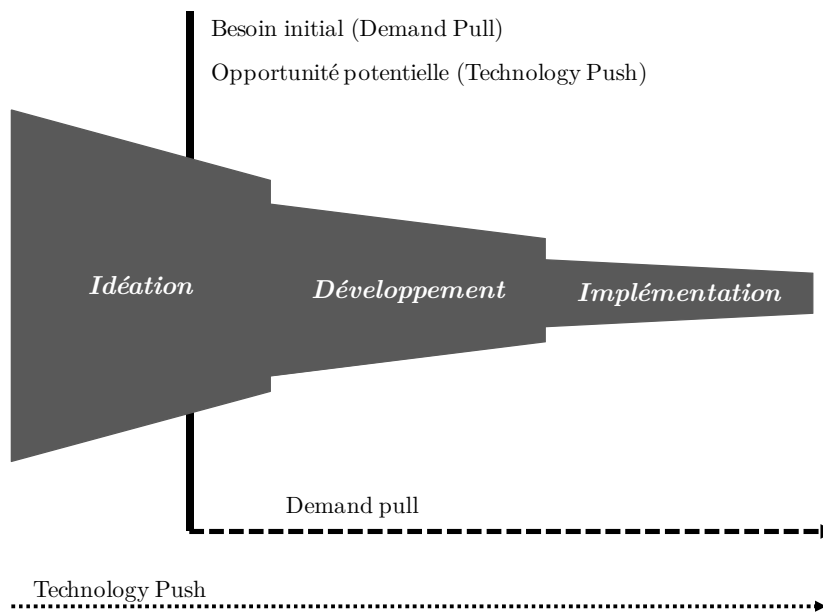 Besoin initial (Demand Pull)
Opportunité potentielle (Technology Push)
Idéation
Développement
Implémentation
Demand pull
Technology Push